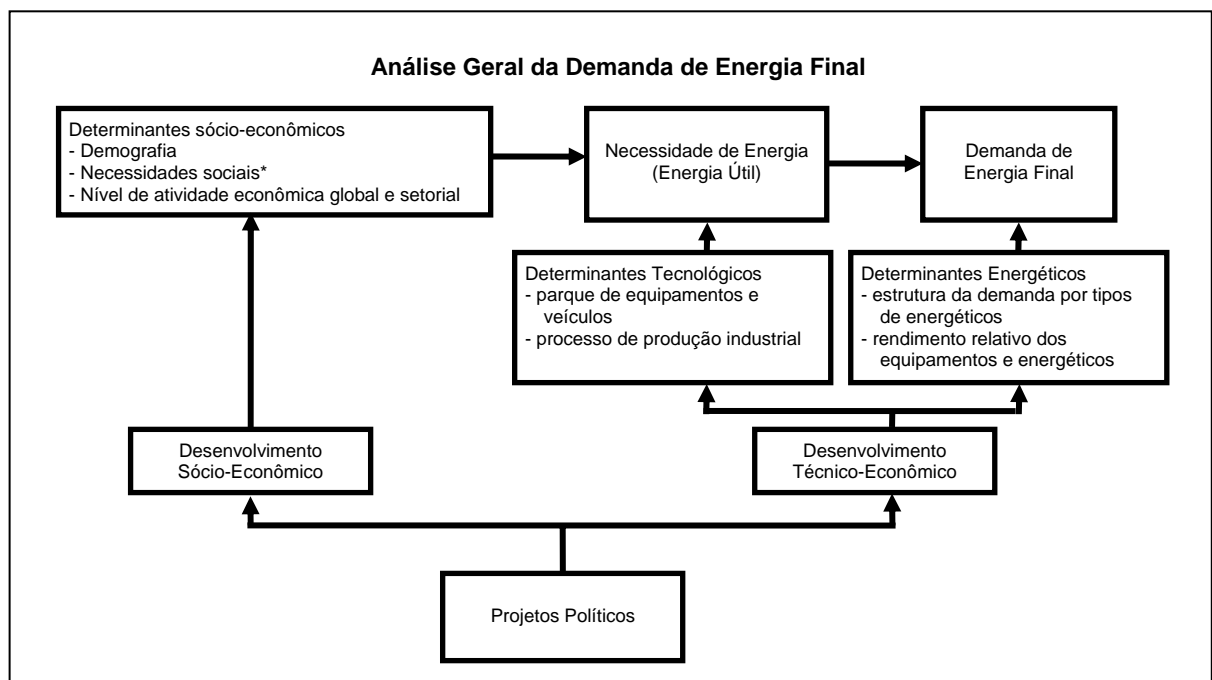 Análise Geral da Demanda de Energia Final
Determinantes sócio-econômicos
- Demografia
- Necessidades sociais*
- Nível de atividade econômica global e setorial
Necessidade de Energia
(Energia Útil)
Demanda de
Energia Final
Determinantes Tecnológicos
- parque de equipamentos e
veículos
- processo de produção industrial
Determinantes Energéticos
- estrutura da demanda por tipos
de energéticos
- rendimento relativo dos
equipamentos e energéticos
Desenvolvimento
Sócio-Econômico
Desenvolvimento
Técnico-Econômico
Projetos Políticos